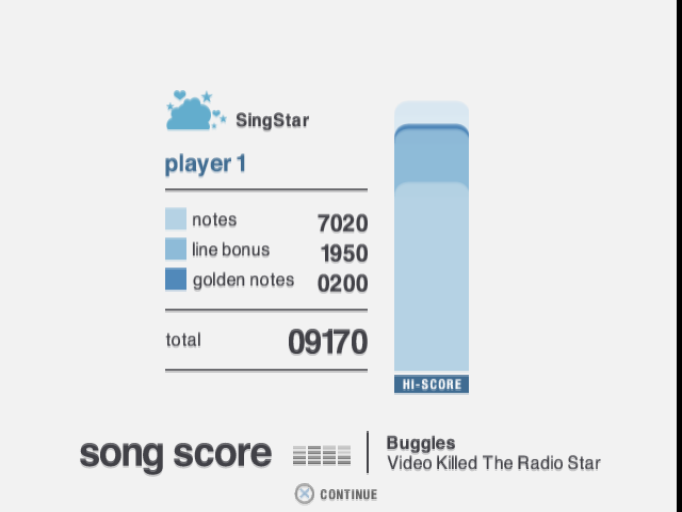 SingStar
player 1
notes 7020
line bonus 1950
golden notes 0200
total 09170
HI-SCORE
song score
Buggles
Video Killed The Radio Star
CONTINUE